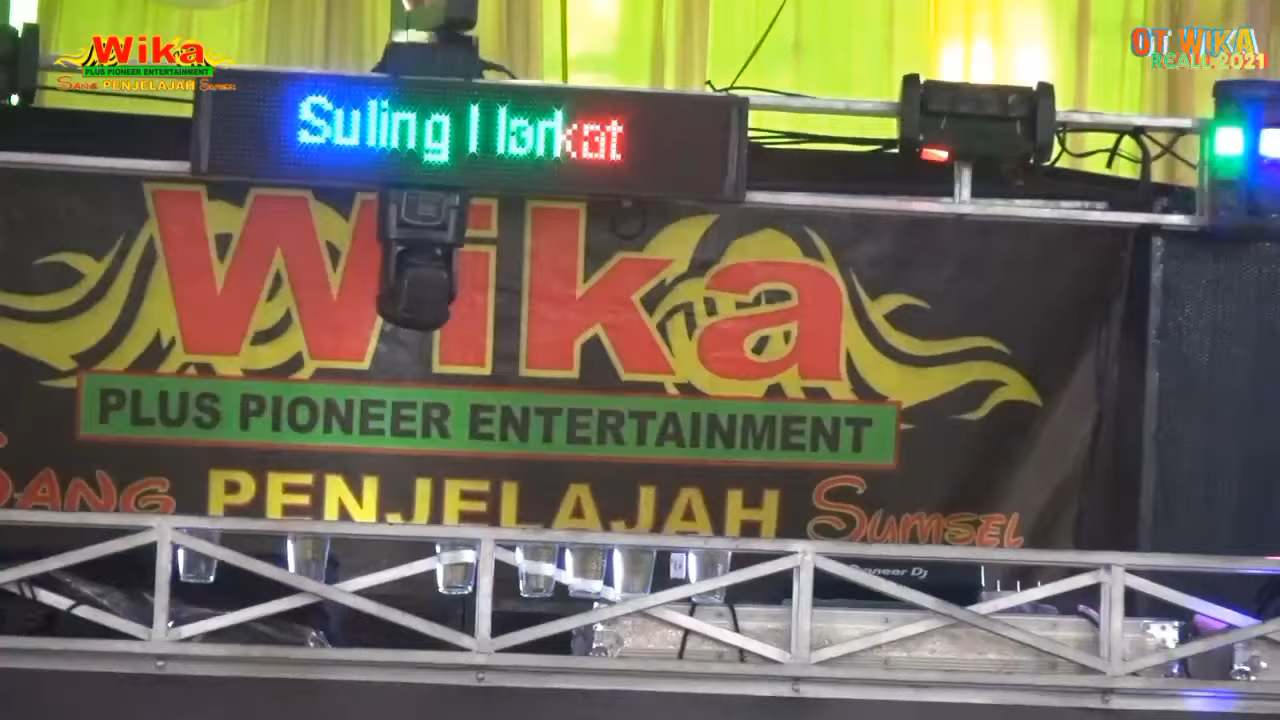 Wika
PLUS PIONEER ENTERTAINMENT
SANG PENJELAJAH SUMSEL
OT WIKA
REALL 2021
Suling
Wika
PLUS PIONEER ENTERTAINMENT
SANG PENJELAJAH SUMSEL
Pioneer Dj